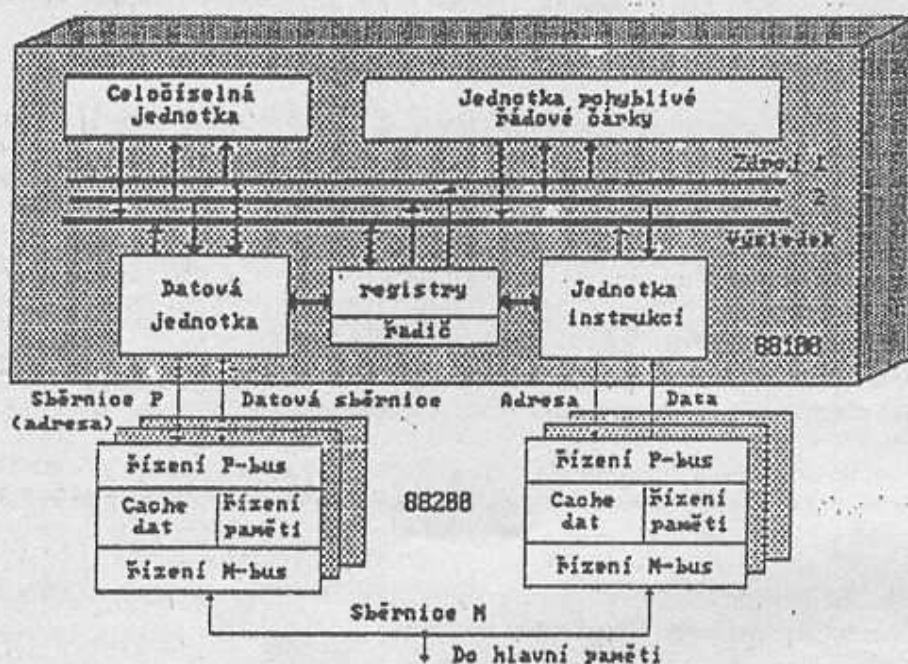 Celočíselná
jednotka
Jednotka pohyblivé
řádové čárky
Zdroj 1
2
Výsledek
Datová
jednotka
registry
řadič
Jednotka
instrukcí
88100
Sběrnice P
(adresa)
Datová sběrnice
Adresa
Data
řízení P-bus
Cache
dat
řízení
paměti
řízení M-bus
88200
řízení P-bus
Cache
dat
řízení
paměti
řízení M-bus
Sběrnice M
Do hlavní paměti